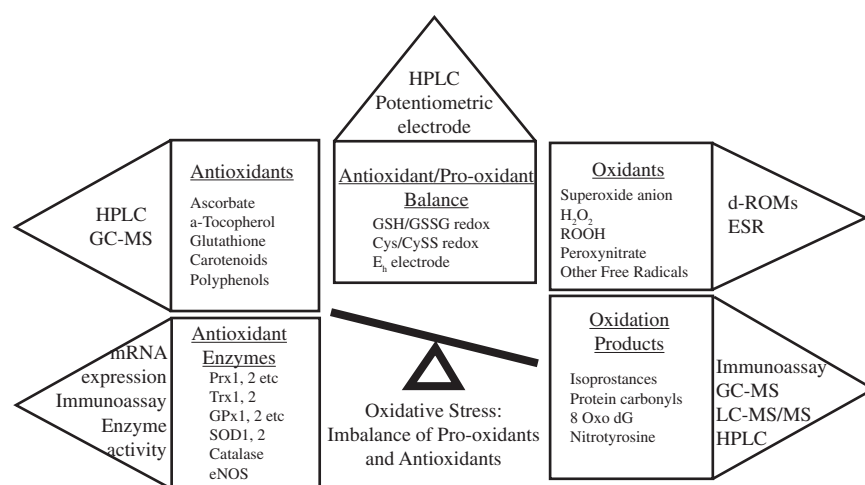 HPLC
Potentiometric
electrode
Antioxidant/Pro-oxidant
Balance
GSH/GSSG redox
Cys/CySS redox
Eₕ electrode
HPLC
GC-MS
Antioxidants
Ascorbate
a-Tocopherol
Glutathione
Carotenoids
Polyphenols
Oxidants
Superoxide anion
H₂O₂
ROOH
Peroxynitrate
Other Free Radicals
d-ROMs
ESR
mRNA
expression
Immunoassay
Enzyme
activity
Antioxidant
Enzymes
Prx1, 2 etc
Trx1, 2
GPx1, 2 etc
SOD1, 2
Catalase
eNOS
Oxidative Stress:
Imbalance of Pro-oxidants
and Antioxidants
Oxidation
Products
Isoprostances
Protein carbonyls
8 Oxo dG
Nitrotyrosine
Immunoassay
GC-MS
LC-MS/MS
HPLC